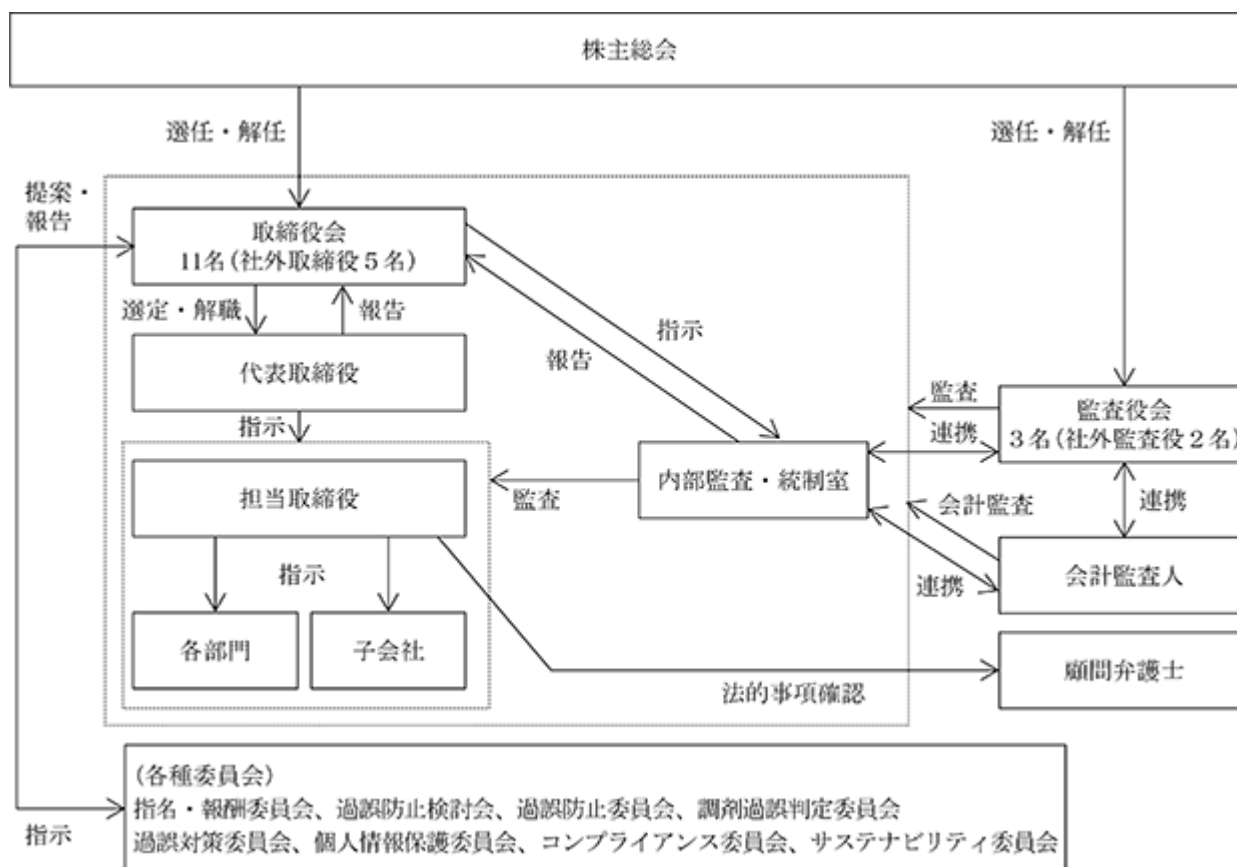 株主総会
選任・解任
選任・解任
提案・
報告
取締役会
11名(社外取締役5名)
選定・解職
報告
指示
報告
代表取締役
指示
監査
監査役会
3名(社外監査役2名)
連携
担当取締役
監査
内部監査・統制室
会計監査
連携
指示
連携
会計監査人
各部門
子会社
顧問弁護士
法的事項確認
(各種委員会)
指名・報酬委員会、過誤防止検討会、過誤防止委員会、調剤過誤判定委員会
過誤対策委員会、個人情報保護委員会、コンプライアンス委員会、サステナビリティ委員会
指示